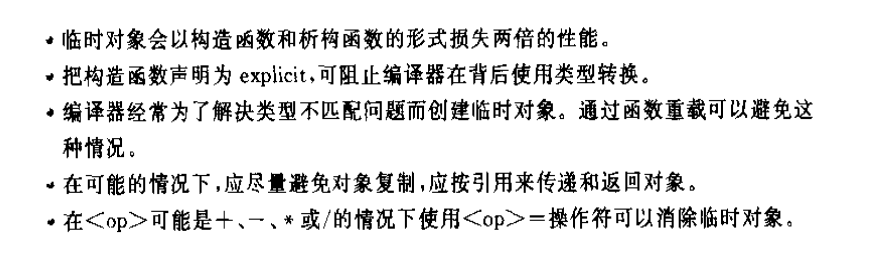 • 临时对象会以构造函数和析构函数的形式损失两倍的性能。
• 把构造函数声明为 explicit,可阻止编译器在背后使用类型转换。
• 编译器经常为了解决类型不匹配问题而创建临时对象。通过函数重载可以避免这
种情况。
• 在可能的情况下,应尽量避免对象复制,应按引用来传递和返回对象。
• 在<op>可能是+、-、*或/的情况下使用<op>=操作符可以消除临时对象。